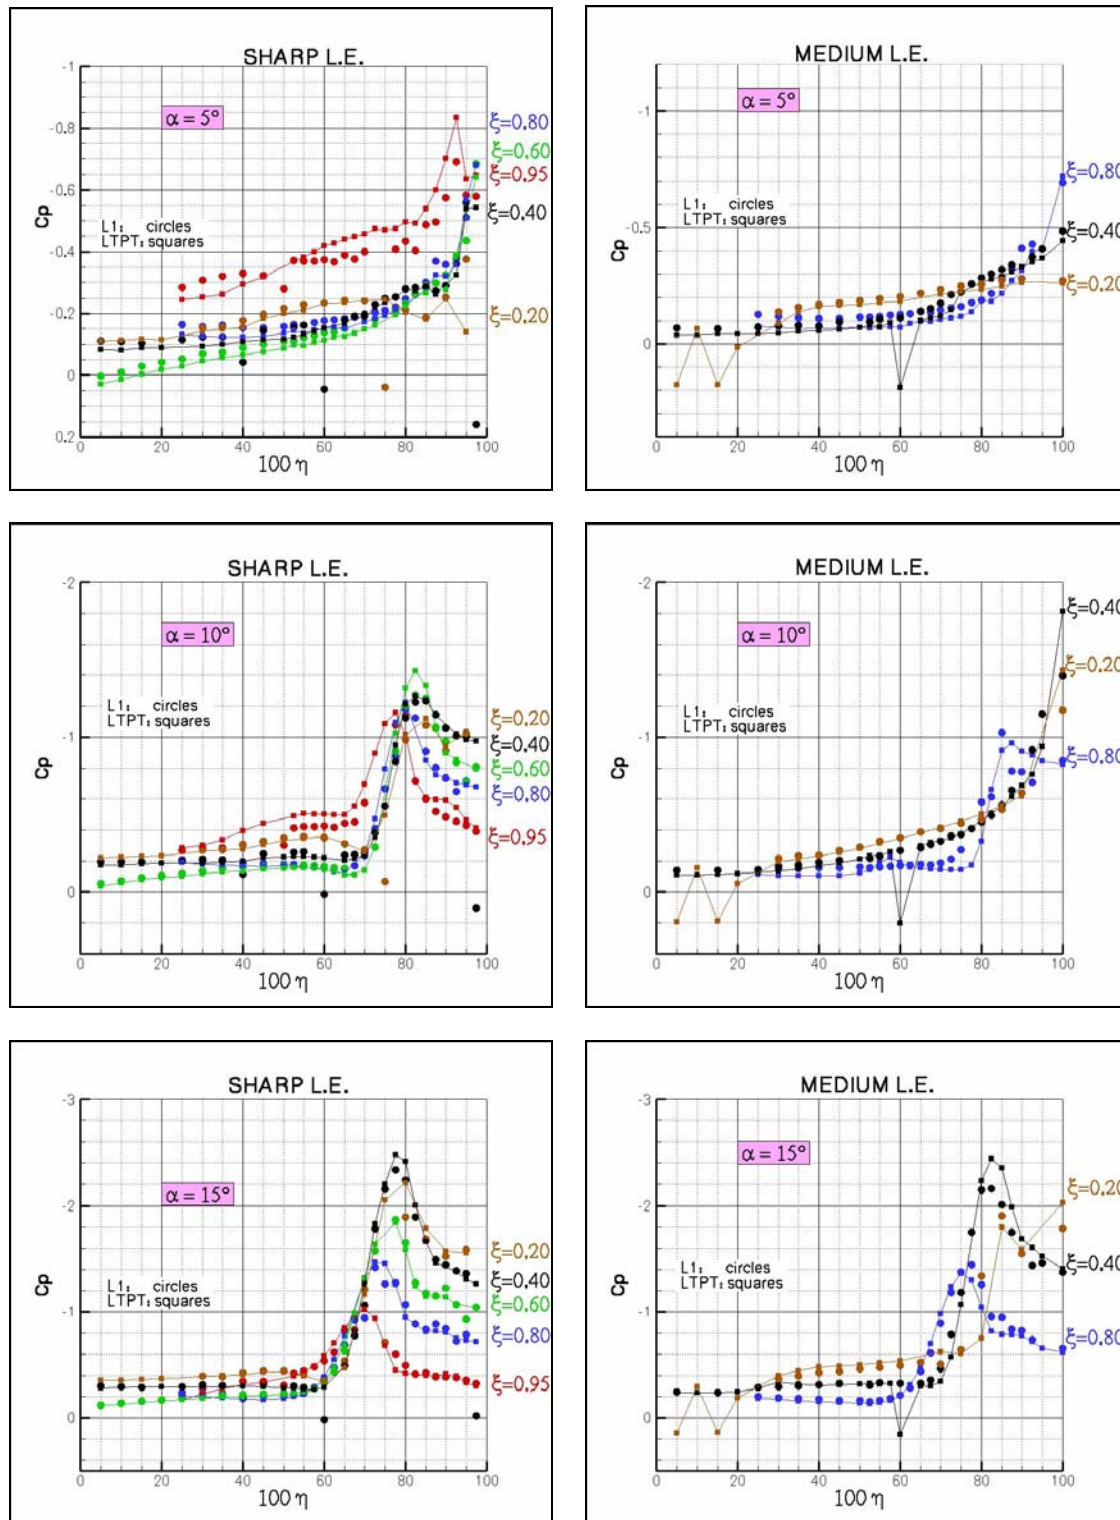 SHARP L.E.
-1
α = 5°
-0.8
ξ=0.80
ξ=0.60
ξ=0.95
-0.6
ξ=0.40
Cp
L1: circles
LTPT: squares
-0.4
-0.2
ξ=0.20
0
0.2
0 20 40 60 80 100
100 η
MEDIUM L.E.
-1
α = 5°
ξ=0.80
L1: circles
LTPT: squares
-0.5
ξ=0.40
Cp
ξ=0.20
0
0 20 40 60 80 100
100 η
SHARP L.E.
-2
α = 10°
L1: circles
LTPT: squares
-1
ξ=0.20
ξ=0.40
Cp
ξ=0.60
ξ=0.80
ξ=0.95
0
0 20 40 60 80 100
100 η
MEDIUM L.E.
-2
ξ=0.40
α = 10°
ξ=0.20
L1: circles
LTPT: squares
-1
ξ=0.80
Cp
0
0 20 40 60 80 100
100 η
SHARP L.E.
-3
α = 15°
-2
ξ=0.20
Cp
ξ=0.40
L1: circles
LTPT: squares
ξ=0.60
-1
ξ=0.80
ξ=0.95
0
0 20 40 60 80 100
100 η
MEDIUM L.E.
-3
α = 15°
ξ=0.20
-2
L1: circles
LTPT: squares
ξ=0.40
Cp
-1
ξ=0.80
0
0 20 40 60 80 100
100 η